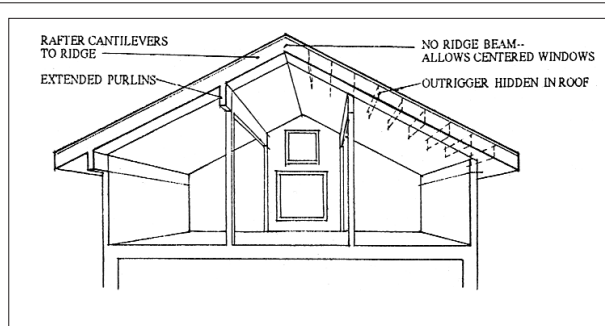 RAFTER CANTILEVERS
TO RIDGE
EXTENDED PURLINS
NO RIDGE BEAM--
ALLOWS CENTERED WINDOWS
OUTRIGGER HIDDEN IN ROOF